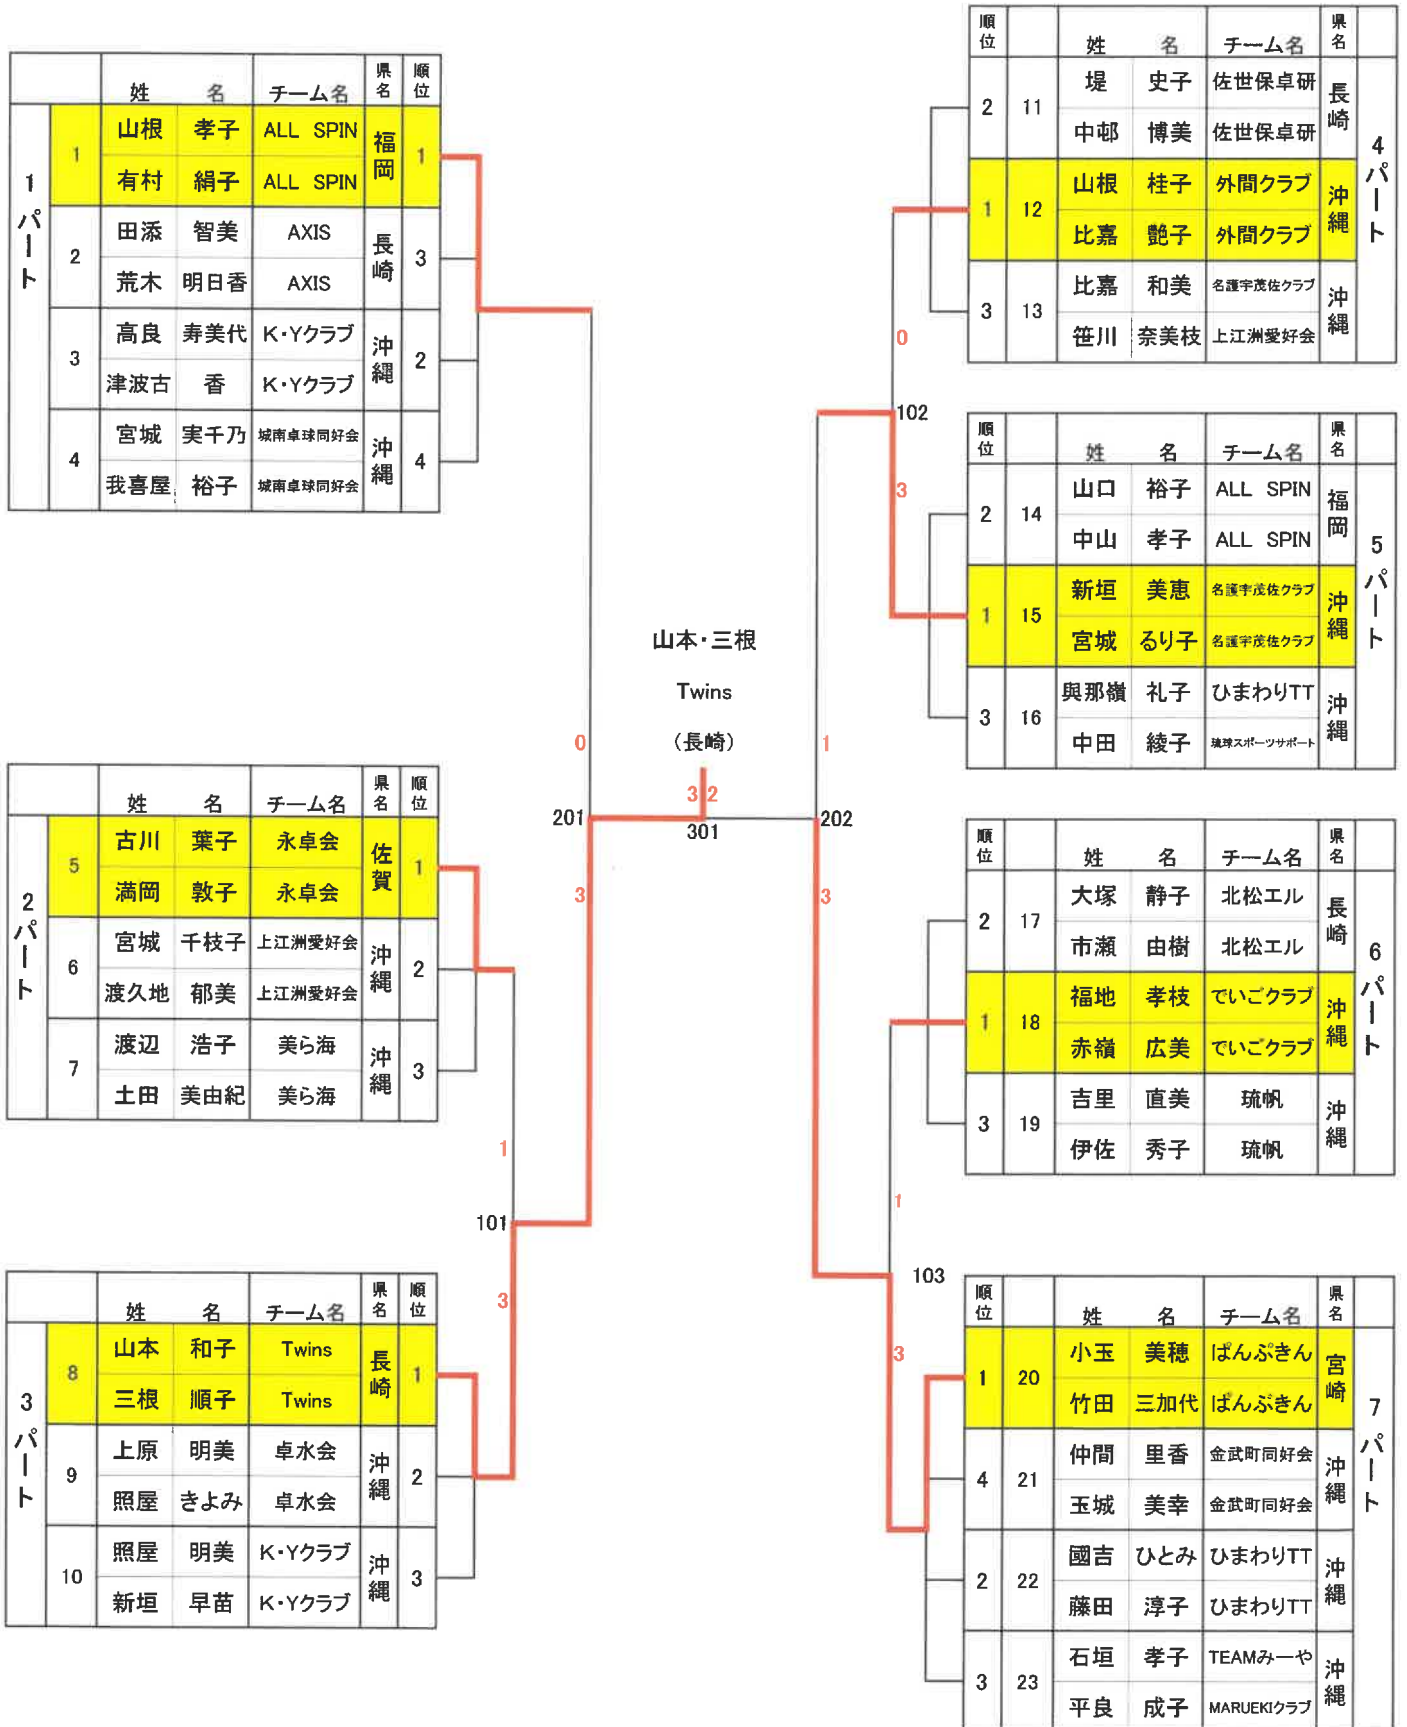 姓 名 チーム名 県名 順位
1パート
1 山根 孝子 ALL SPIN 福岡 1
有村 絹子 ALL SPIN
2 田添 智美 AXIS 長崎 3
荒木 明日香 AXIS
3 高良 寿美代 K・Yクラブ 沖縄 2
津波古 香 K・Yクラブ
4 宮城 実千乃 城南卓球同好会 沖縄 4
我喜屋 裕子 城南卓球同好会
姓 名 チーム名 県名 順位
2パート
5 古川 葉子 永卓会 佐賀 1
満岡 敦子 永卓会
6 宮城 千枝子 上江洲愛好会 沖縄 2
渡久地 郁美 上江洲愛好会
7 渡辺 浩子 美ら海 沖縄 3
土田 美由紀 美ら海
姓 名 チーム名 県名 順位
3パート
8 山本 和子 Twins 長崎 1
三根 順子 Twins
9 上原 明美 卓水会 沖縄 2
照屋 きよみ 卓水会
10 照屋 明美 K・Yクラブ 沖縄 3
新垣 早苗 K・Yクラブ
1
101
3
0
201
3
山本・三根
Twins
(長崎)
3 2
301
1
202
3
0
102
3
1
103
3
順位 姓 名 チーム名 県名
4パート
2 11 堤 史子 佐世保卓研 長崎
中邨 博美 佐世保卓研
1 12 山根 桂子 外間クラブ 沖縄
比嘉 艶子 外間クラブ
3 13 比嘉 和美 名護宇茂佐クラブ 沖縄
笹川 奈美枝 上江洲愛好会
順位 姓 名 チーム名 県名
5パート
2 14 山口 裕子 ALL SPIN 福岡
中山 孝子 ALL SPIN
1 15 新垣 美恵 名護宇茂佐クラブ 沖縄
宮城 るり子 名護宇茂佐クラブ
3 16 與那嶺 礼子 ひまわりTT 沖縄
中田 綾子 琉球スポーツサポート
順位 姓 名 チーム名 県名
6パート
2 17 大塚 静子 北松エル 長崎
市瀬 由樹 北松エル
1 18 福地 孝枝 でいごクラブ 沖縄
赤嶺 広美 でいごクラブ
3 19 吉里 直美 琉帆 沖縄
伊佐 秀子 琉帆
順位 姓 名 チーム名 県名
7パート
1 20 小玉 美穂 ぱんぷきん 宮崎
竹田 三加代 ぱんぷきん
4 21 仲間 里香 金武町同好会 沖縄
玉城 美幸 金武町同好会
2 22 國吉 ひとみ ひまわりTT 沖縄
藤田 淳子 ひまわりTT
3 23 石垣 孝子 TEAMみーや 沖縄
平良 成子 MARUEKIクラブ